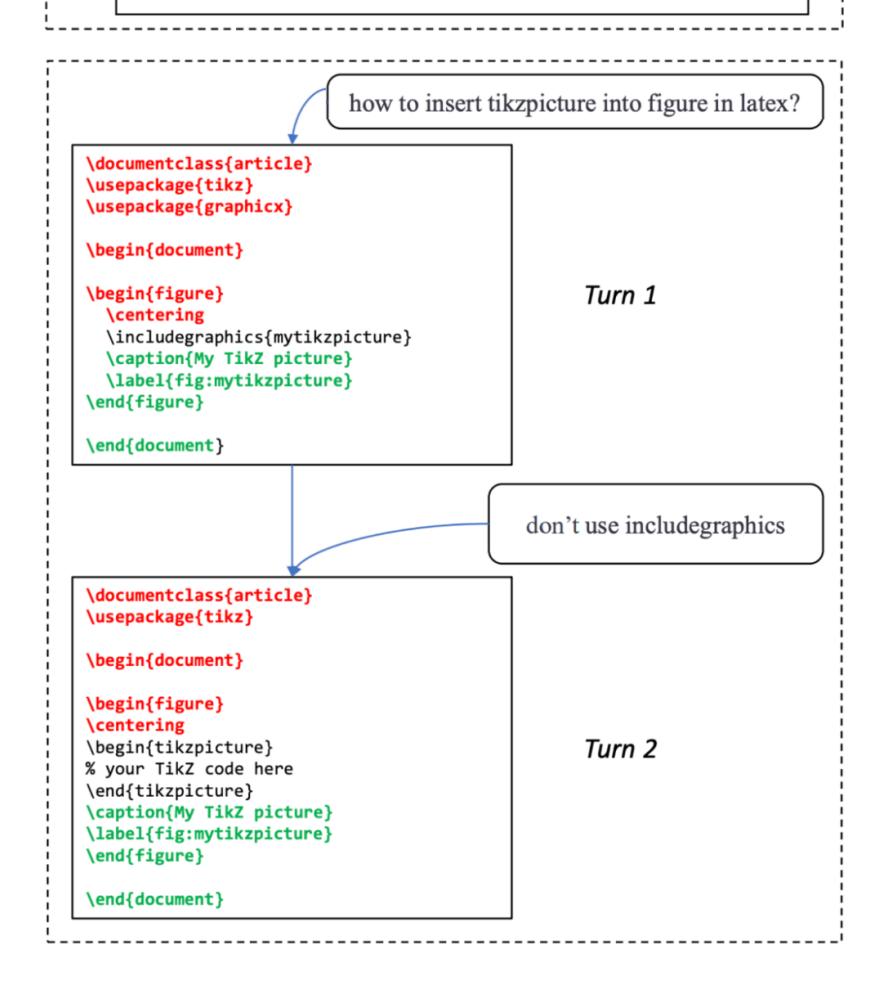 how to insert tikzpicture into figure in latex?
\documentclass{article}
\usepackage{tikz}
\usepackage{graphicx}
\begin{document}
\begin{figure}
\centering
\includegraphics{mytikzpicture}
\caption{My TikZ picture}
\label{fig:mytikzpicture}
\end{figure}
\end{document}
Turn 1
don’t use includegraphics
\documentclass{article}
\usepackage{tikz}
\begin{document}
\begin{figure}
\centering
\begin{tikzpicture}
% your TikZ code here
\end{tikzpicture}
\caption{My TikZ picture}
\label{fig:mytikzpicture}
\end{figure}
\end{document}
Turn 2